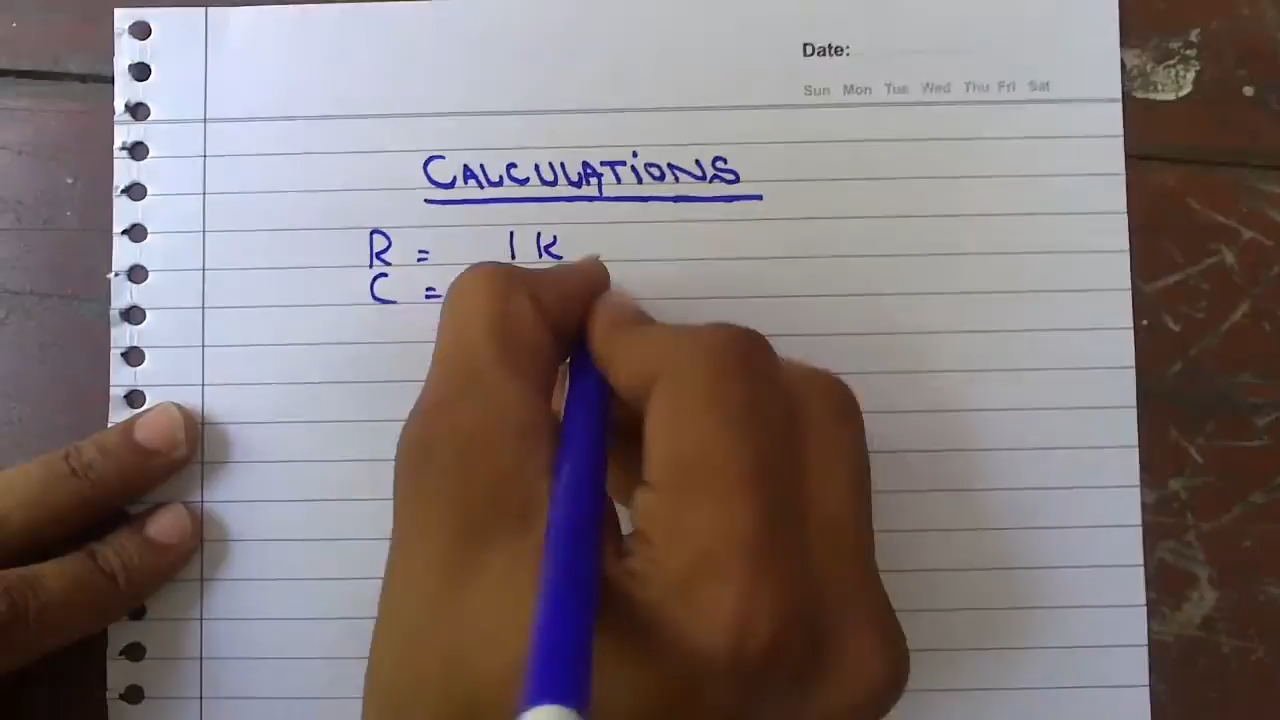 Date:
Sun Mon Tue Wed Thu Fri Sat
CALCULATIONS
R = 1 K
C =